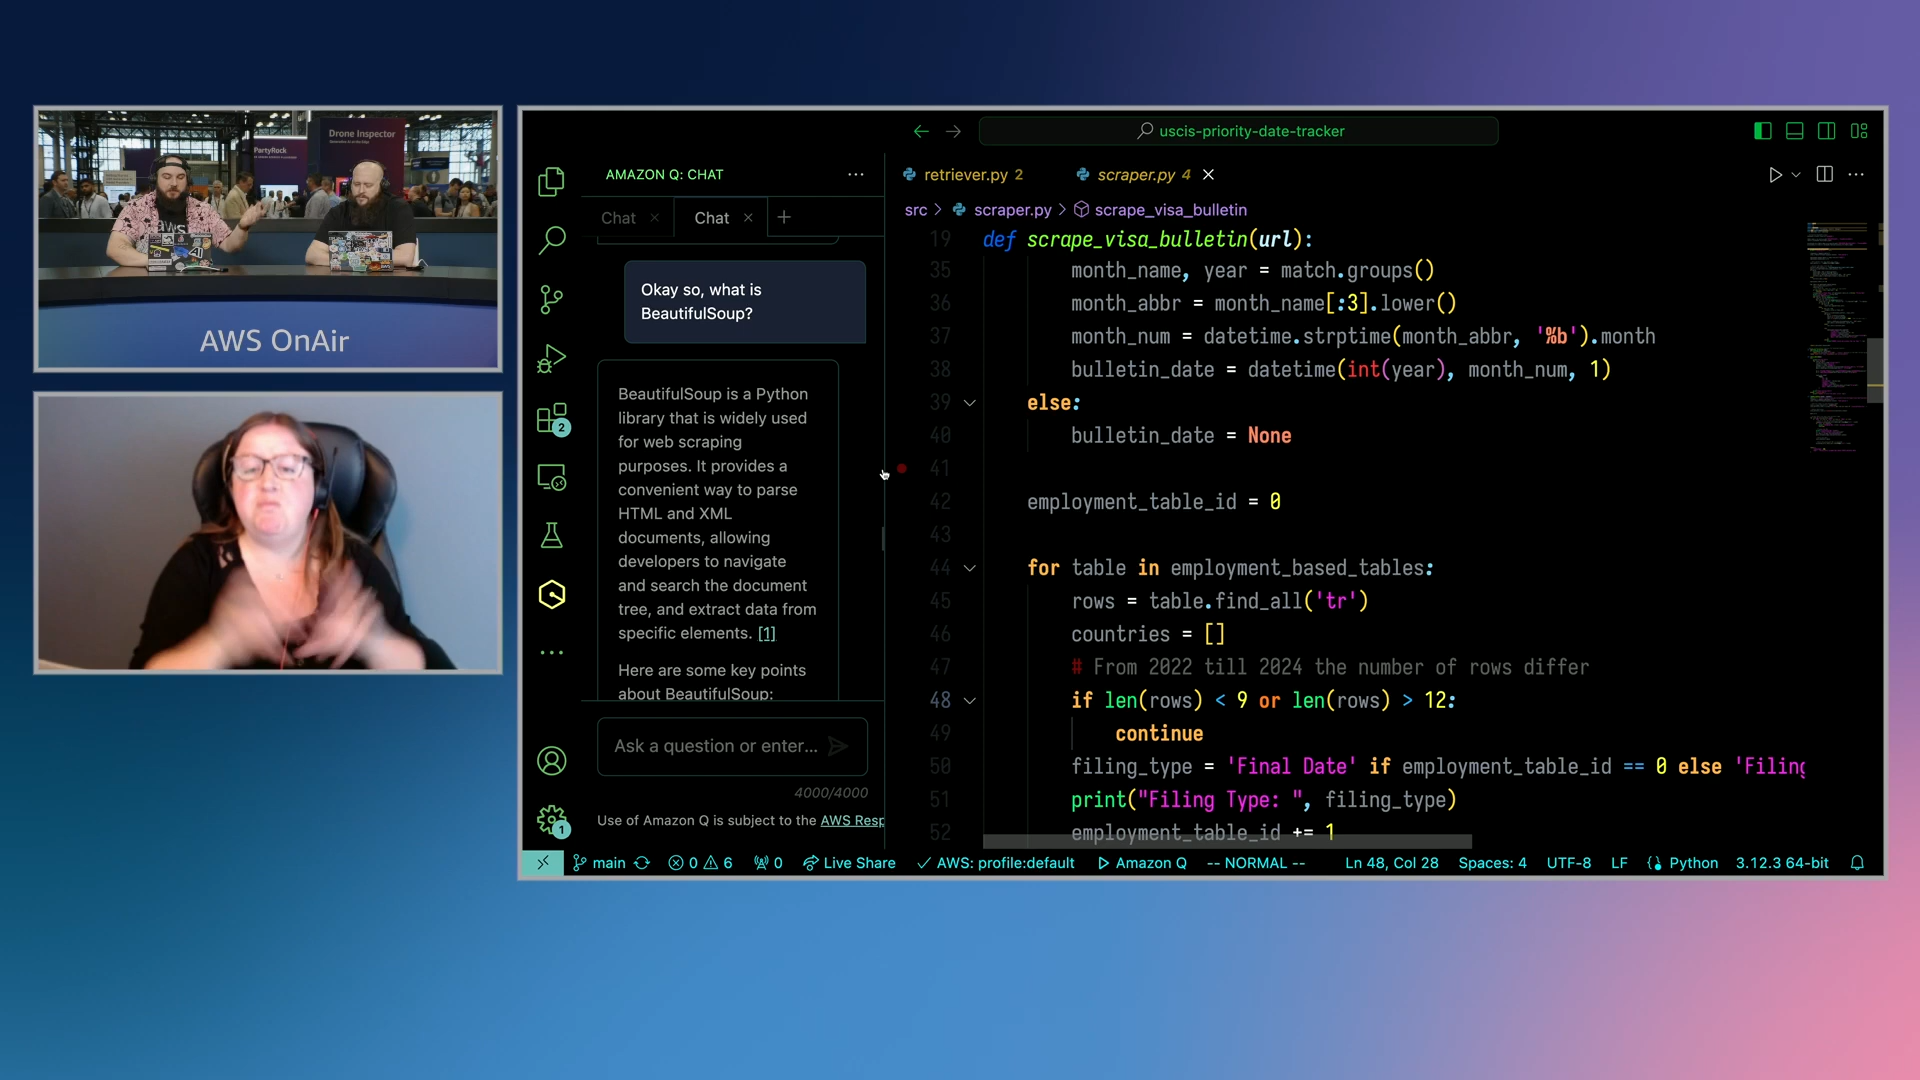 Drone Inspector
PartyRock
AWS OnAir
uscis-priority-date-tracker
AMAZON Q: CHAT
Chat
Chat
Okay so, what is
BeautifulSoup?
BeautifulSoup is a Python
library that is widely used
for web scraping
purposes. It provides a
convenient way to parse
HTML and XML
documents, allowing
developers to navigate
and search the document
tree, and extract data from
specific elements. [1]
Here are some key points
about BeautifulSoup:
Ask a question or enter...
4000/4000
Use of Amazon Q is subject to the AWS Resp
2
1
retriever.py 2
scraper.py 4
src > scraper.py > scrape_visa_bulletin
19 def scrape_visa_bulletin(url):
35 month_name, year = match.groups()
36 month_abbr = month_name[:3].lower()
37 month_num = datetime.strptime(month_abbr, '%b').month
38 bulletin_date = datetime(int(year), month_num, 1)
39 else:
40 bulletin_date = None
41
42 employment_table_id = 0
43
44 for table in employment_based_tables:
45 rows = table.find_all('tr')
46 countries = []
47 # From 2022 till 2024 the number of rows differ
48 if len(rows) < 9 or len(rows) > 12:
49 continue
50 filing_type = 'Final Date' if employment_table_id == 0 else 'Filing
51 print("Filing Type: ", filing_type)
52 employment_table_id += 1
main 0 6 0 Live Share AWS: profile:default Amazon Q -- NORMAL -- Ln 48, Col 28 Spaces: 4 UTF-8 LF Python 3.12.3 64-bit